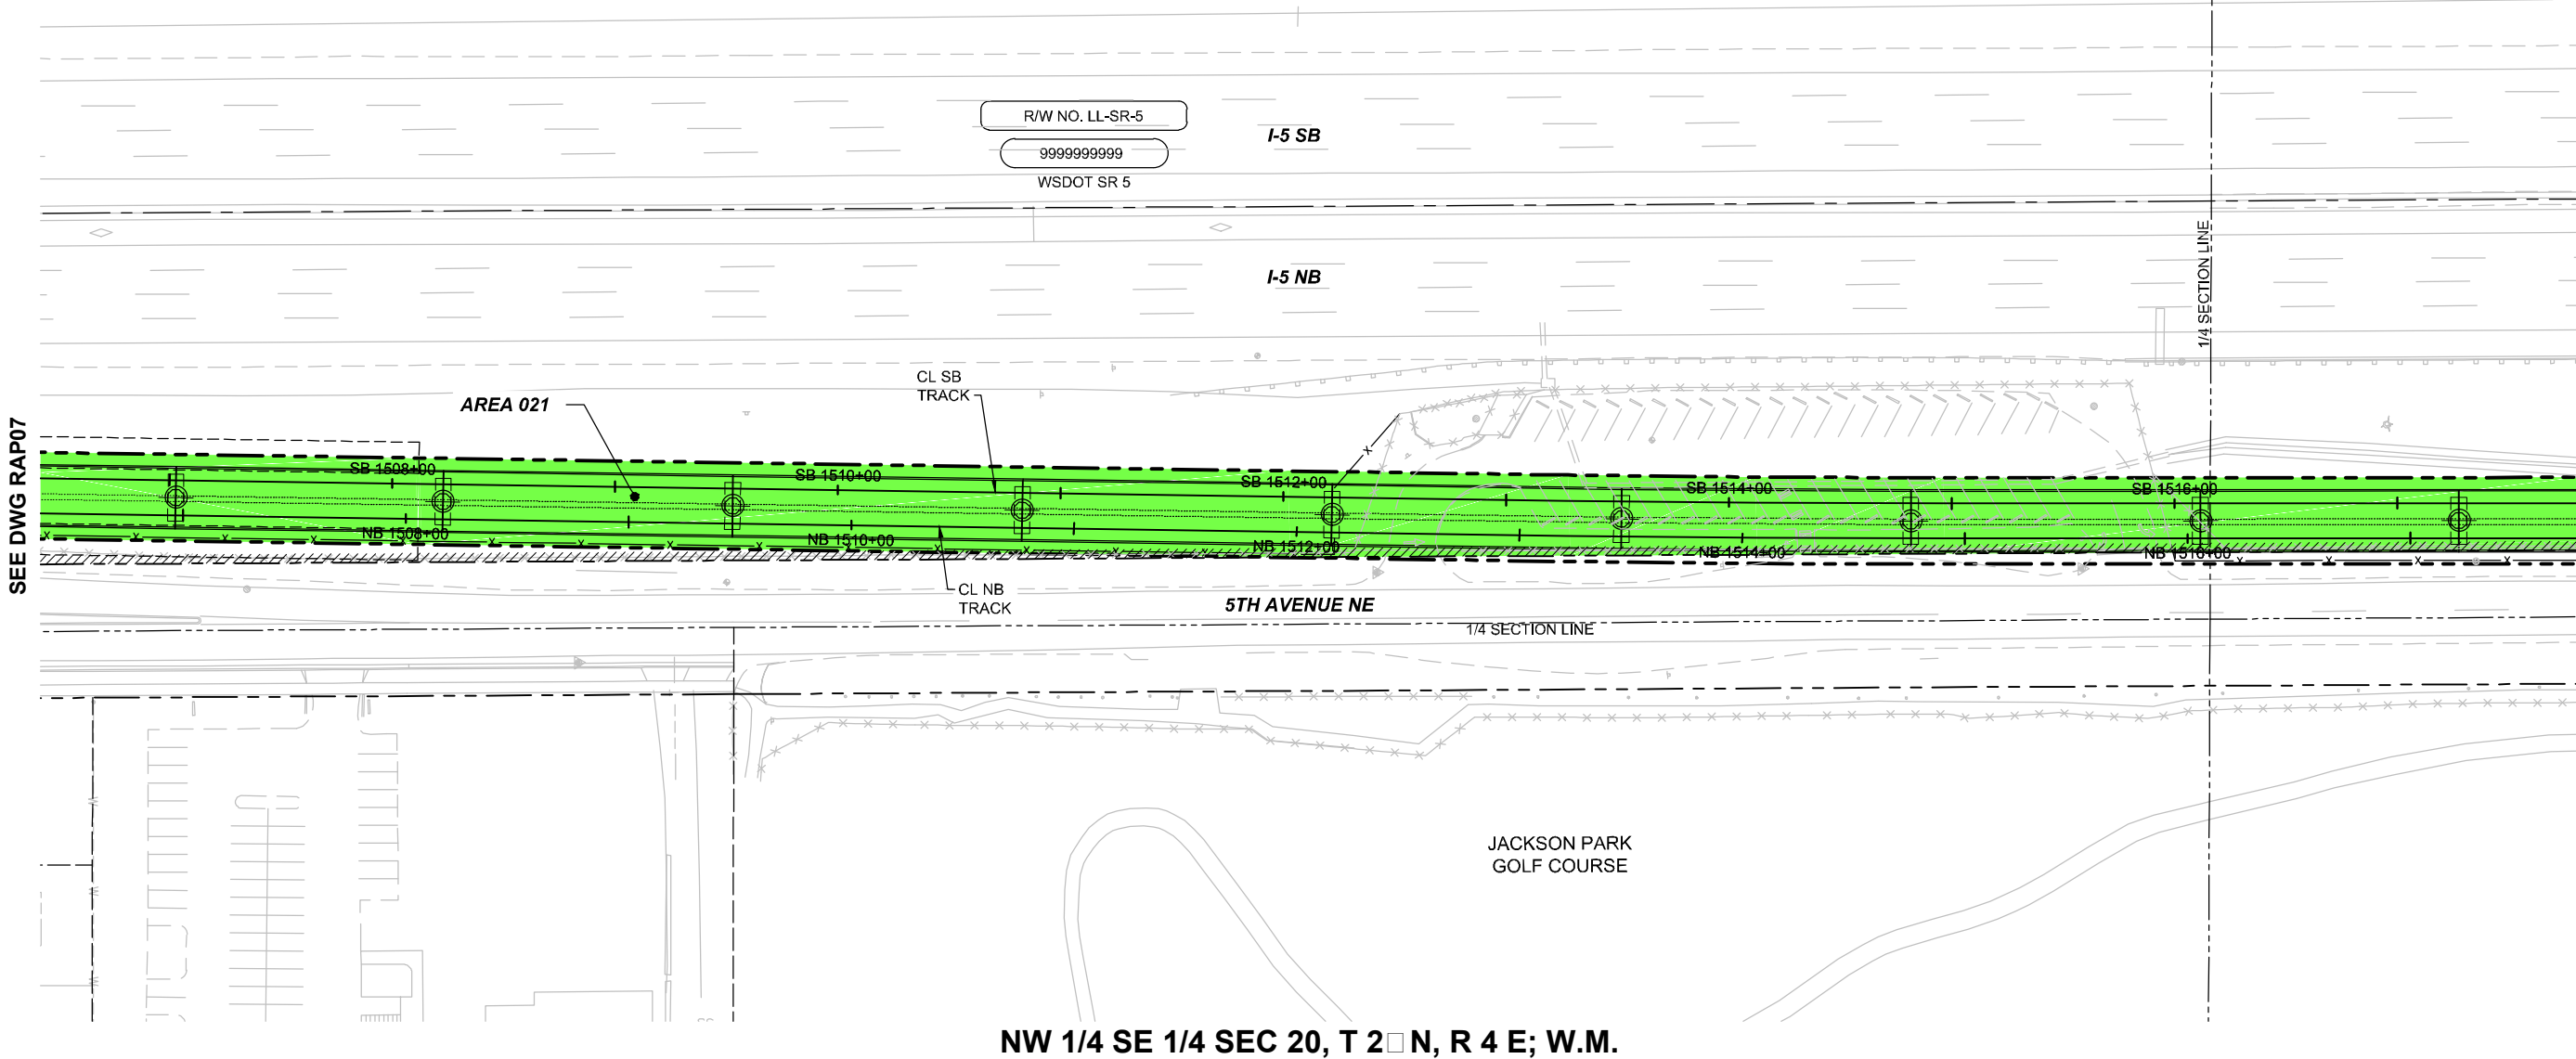 R/W NO. LL-SR-5
9999999999
WSDOT SR 5
I-5 SB
I-5 NB
1/4 SECTION LINE
SEE DWG RAP07
AREA 021
CL SB
TRACK
SB 1508+00
SB 1510+00
SB 1512+00
SB 1514+00
SB 1516+00
NB 1508+00
NB 1510+00
NB 1512+00
NB 1514+00
NB 1516+00
CL NB
TRACK
5TH AVENUE NE
1/4 SECTION LINE
JACKSON PARK
GOLF COURSE
NW 1/4 SE 1/4 SEC 20, T 2□ N, R 4 E; W.M.